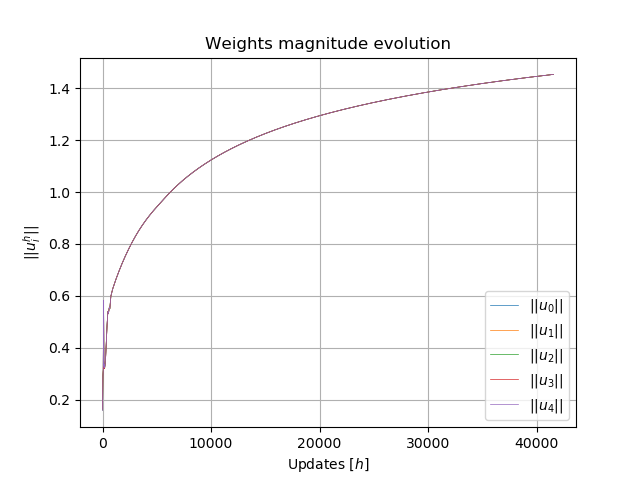 Weights magnitude evolution
||u_i^h||
1.4
1.2
1.0
0.8
0.6
0.4
0.2
||u_0||
||u_1||
||u_2||
||u_3||
||u_4||
0
10000
20000
30000
40000
Updates [h]